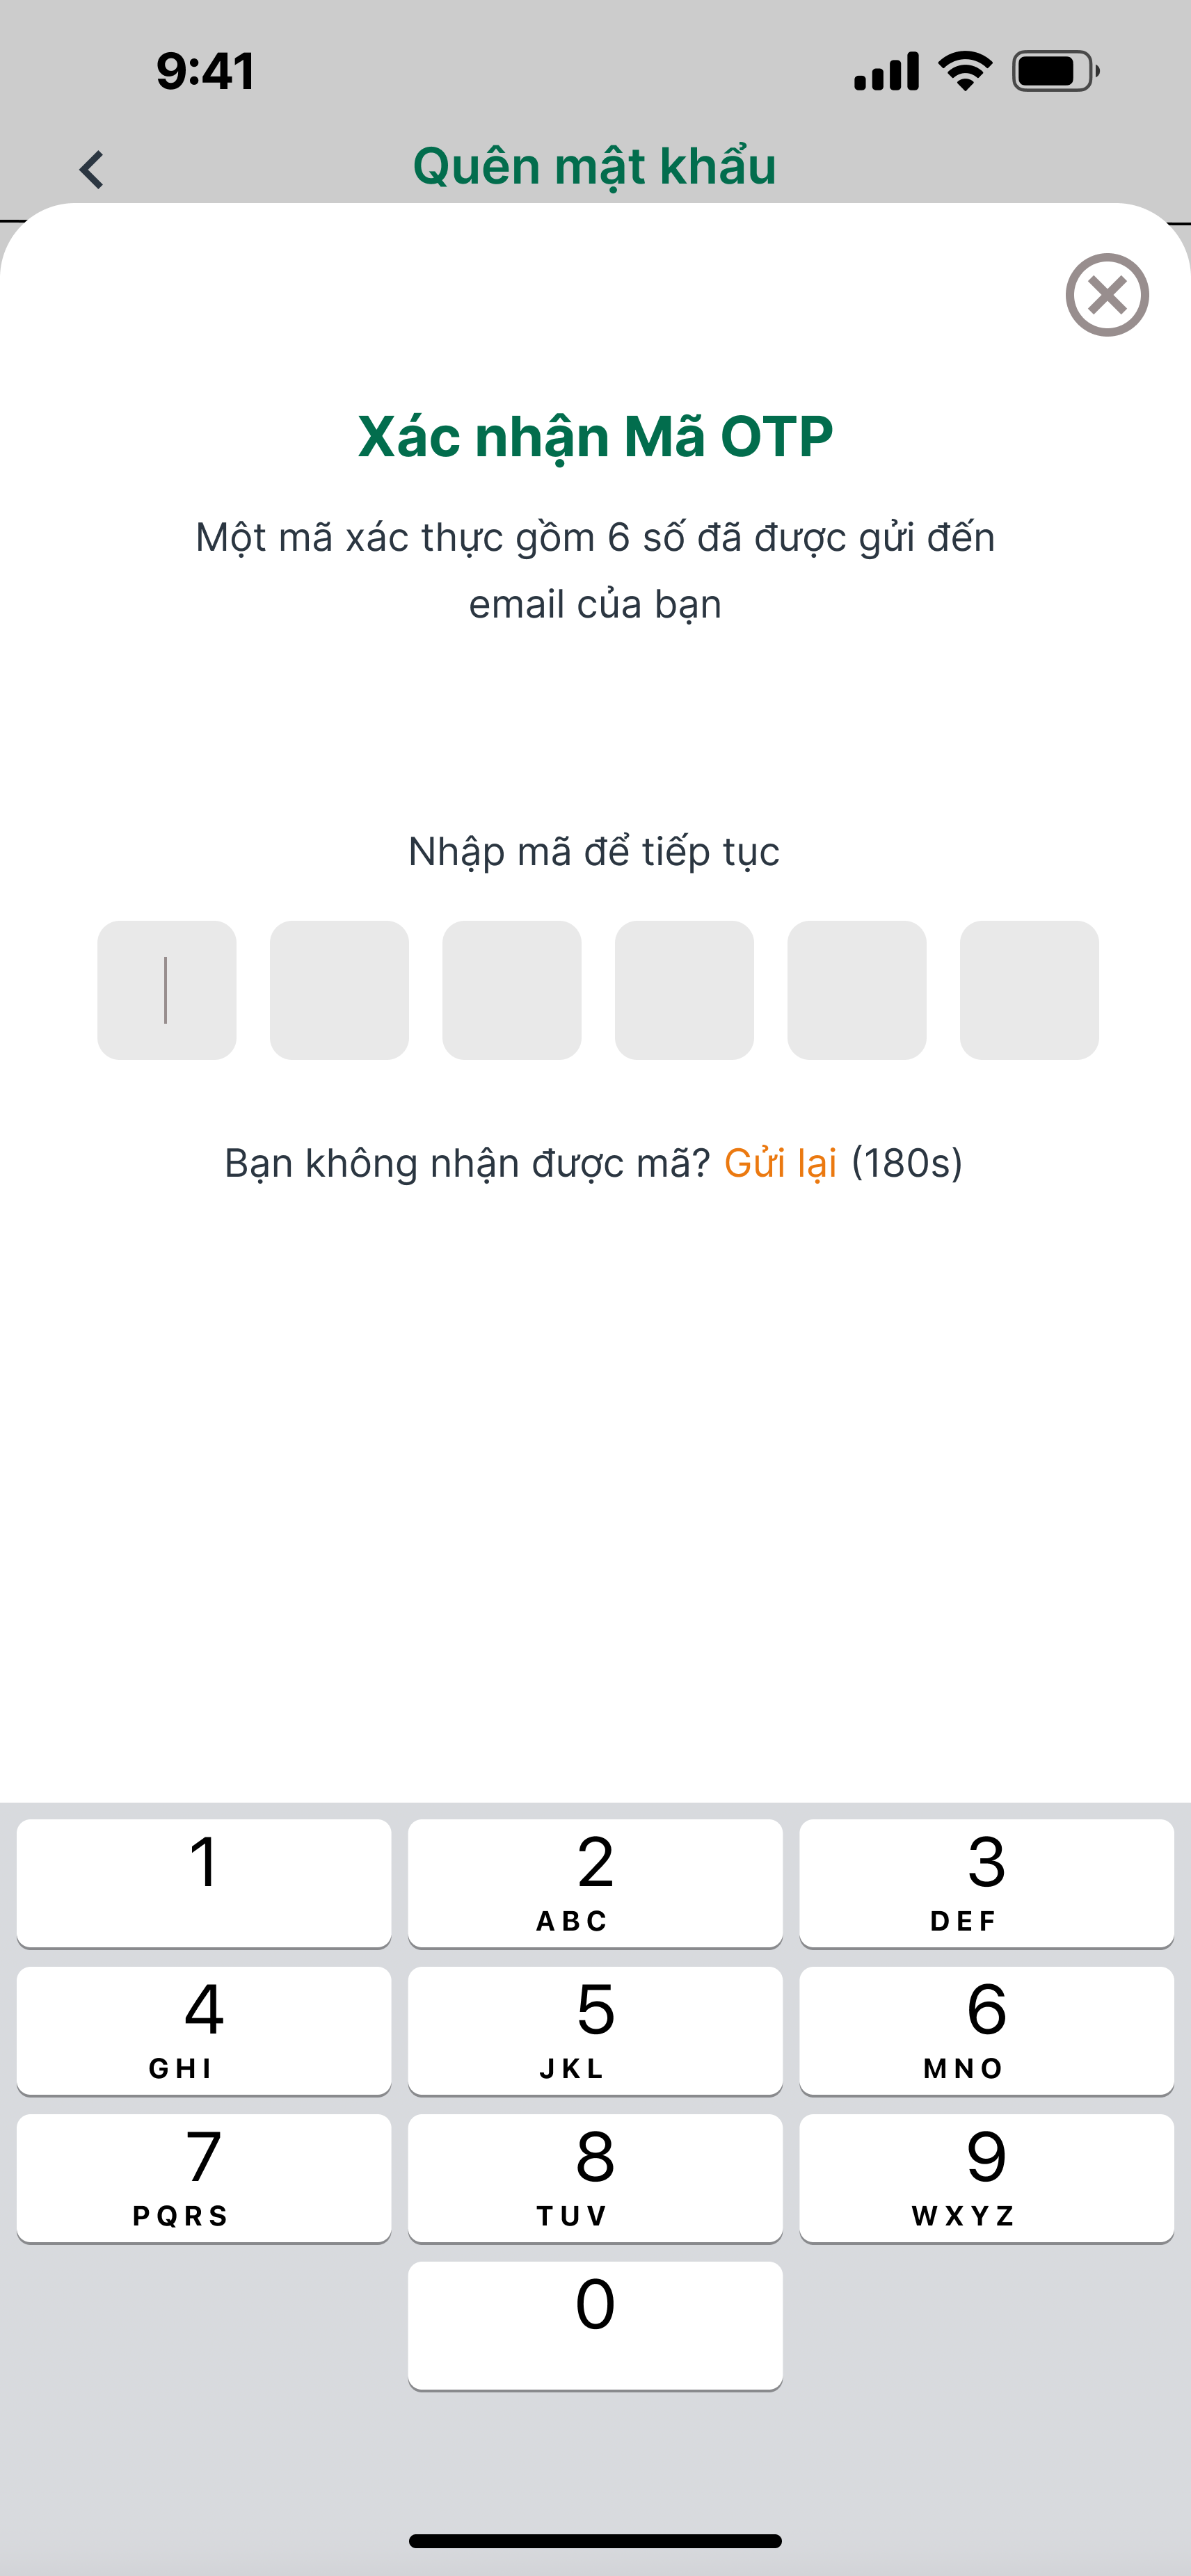 9:41
Quên mật khẩu
Xác nhận Mã OTP
Một mã xác thực gồm 6 số đã được gửi đến
email của bạn
Nhập mã để tiếp tục
Bạn không nhận được mã? Gửi lại (180s)
1 2 3
ABC DEF
4 5 6
GHI JKL MNO
7 8 9
PQRS TUV WXYZ
0